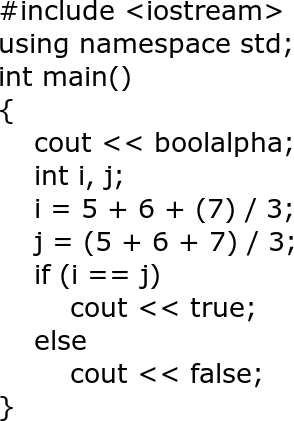 #include <iostream>
using namespace std;
int main()
{
cout << boolalpha;
int i, j;
i = 5 + 6 + (7) / 3;
j = (5 + 6 + 7) / 3;
if (i == j)
cout << true;
else
cout << false;
}